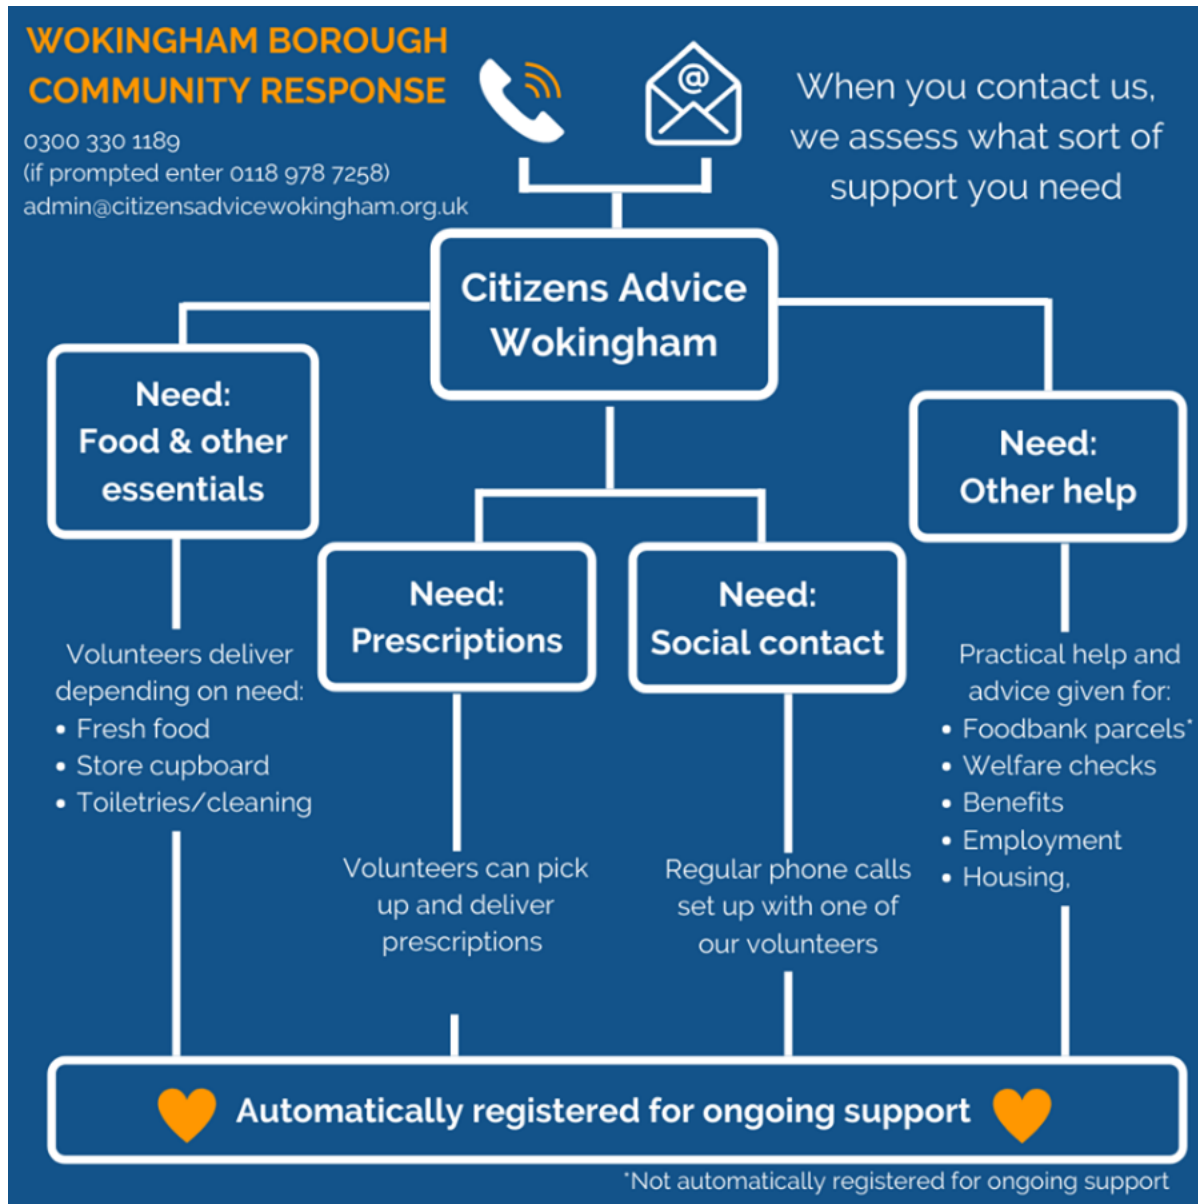 WOKINGHAM BOROUGH
COMMUNITY RESPONSE
0300 330 1189
(if prompted enter 0118 978 7258)
admin@citizensadvicewokingham.org.uk
@
When you contact us,
we assess what sort of
support you need
Citizens Advice
Wokingham
Need:
Food & other
essentials
Volunteers deliver
depending on need:
• Fresh food
• Store cupboard
• Toiletries/cleaning
Need:
Prescriptions
Volunteers can pick
up and deliver
prescriptions
Need:
Social contact
Regular phone calls
set up with one of
our volunteers
Need:
Other help
Practical help and
advice given for:
• Foodbank parcels*
• Welfare checks
• Benefits
• Employment
• Housing,
Automatically registered for ongoing support
*Not automatically registered for ongoing support